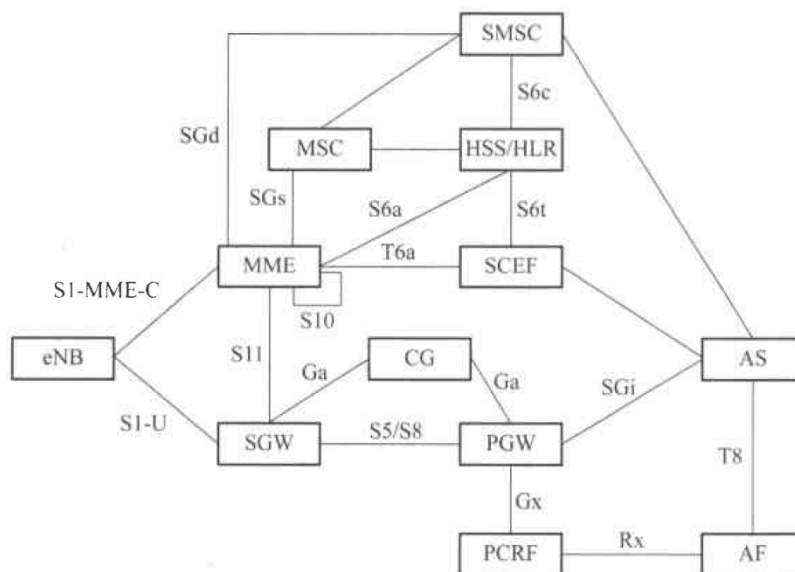 SMSC
S6c
SGd
MSC
HSS/HLR
SGs
S6a
S6t
MME
T6a
SCEF
S1-MME-C
S10
eNB
S11
Ga
CG
Ga
SGi
AS
S1-U
SGW
S5/S8
PGW
T8
Gx
PCRF
Rx
AF